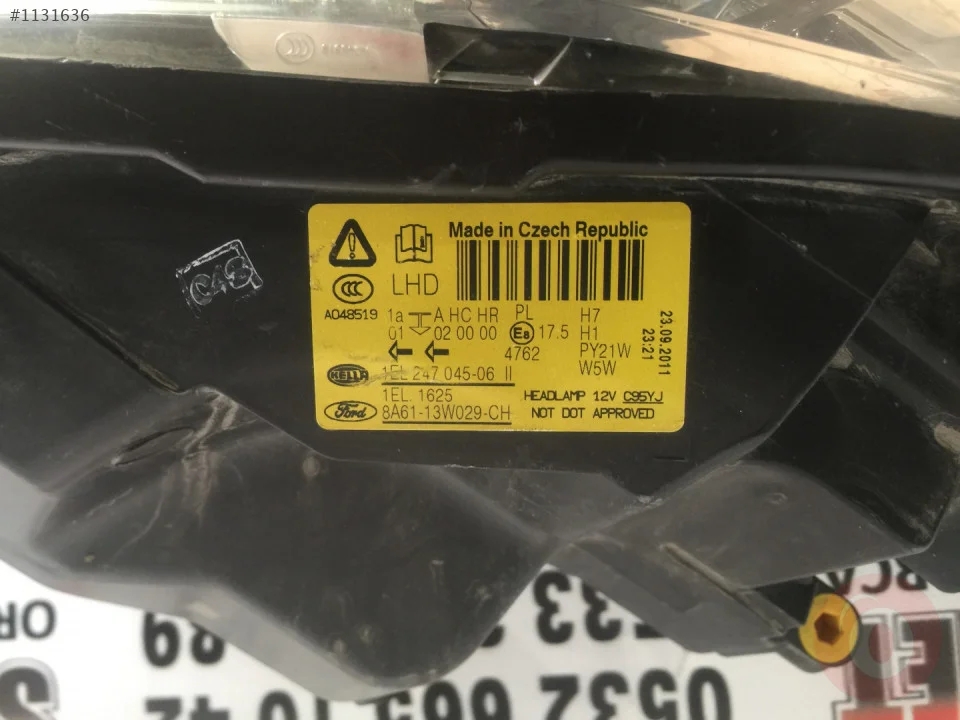 #1131636
Made in Czech Republic
CCC
LHD
A048519
1a A HC HR PL H7
01 02 00 00 E8 17.5 H1
4762 PY21W
W5W
23.09.2011
23:21
HELLA 1EL 247 045-06 II
1EL. 1625
HEADLAMP 12V C95YJ
Ford 8A61-13W029-CH
NOT DOT APPROVED